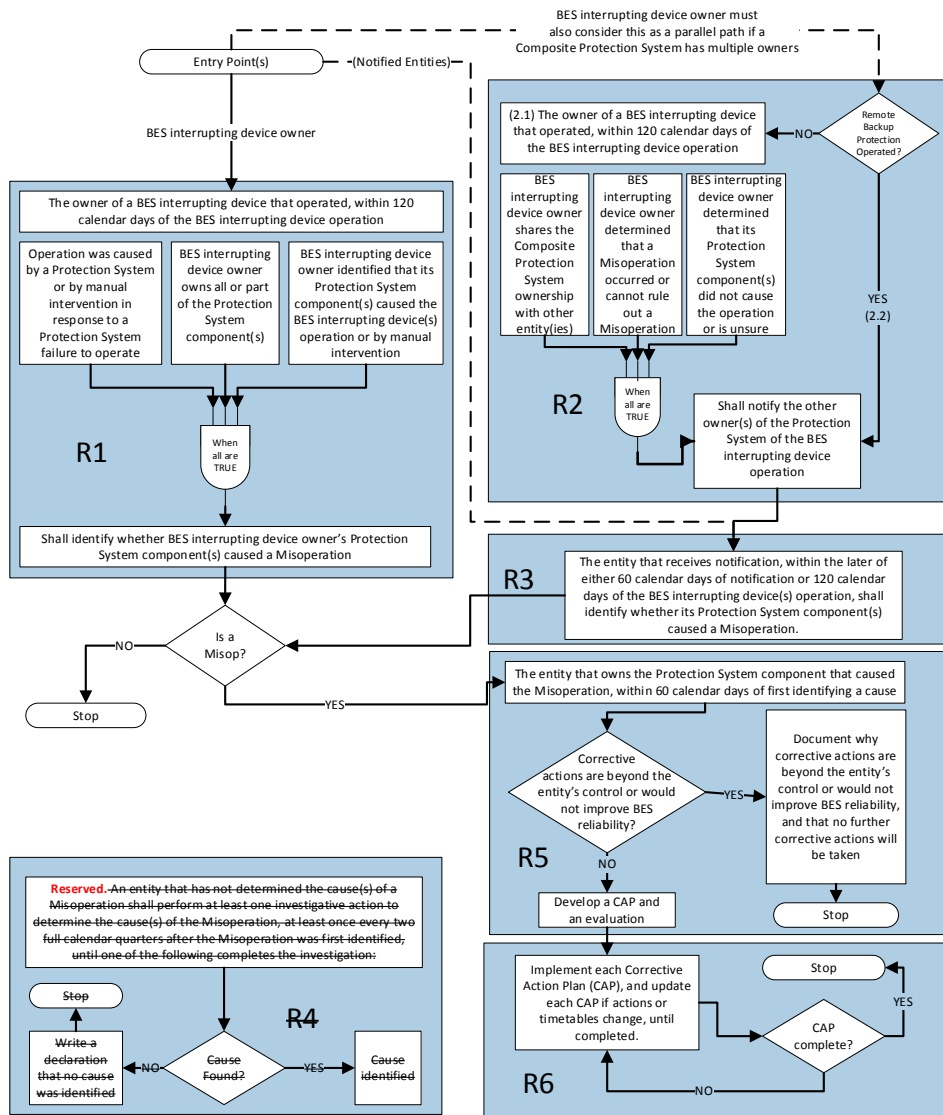 BES interrupting device owner must
also consider this as a parallel path if a
Composite Protection System has multiple owners
Entry Point(s)
(Notified Entities)
BES interrupting device owner
The owner of a BES interrupting device that operated, within 120
calendar days of the BES interrupting device operation
Operation was caused
by a Protection System
or by manual
intervention in
response to a
Protection System
failure to operate
BES interrupting
device owner
owns all or part
of the Protection
System
component(s)
BES interrupting device
owner identified that its
Protection System
component(s) caused the
BES interrupting device(s)
operation or by manual
intervention
R1
When
all are
TRUE
Shall identify whether BES interrupting device owner’s Protection
System component(s) caused a Misoperation
(2.1) The owner of a BES interrupting device
that operated, within 120 calendar days of
the BES interrupting device operation
NO
Remote
Backup
Protection
Operated?
BES
interrupting
device owner
shares the
Composite
Protection
System
ownership
with other
entity(ies)
BES
interrupting
device owner
determined
that a
Misoperation
occurred or
cannot rule
out a
Misoperation
BES interrupting
device owner
determined
that its
Protection
System
component(s)
did not cause
the operation
or is unsure
YES
(2.2)
R2
When
all are
TRUE
Shall notify the other
owner(s) of the Protection
System of the BES
interrupting device
operation
R3
The entity that receives notification, within the later of
either 60 calendar days of notification or 120 calendar
days of the BES interrupting device(s) operation, shall
identify whether its Protection System component(s)
caused a Misoperation.
Is a
Misop?
NO
Stop
YES
The entity that owns the Protection System component that caused
the Misoperation, within 60 calendar days of first identifying a cause
Corrective
actions are beyond the
entity’s control or would
not improve BES
reliability?
YES
Document why
corrective actions are
beyond the entity’s
control or would not
improve BES reliability,
and that no further
corrective actions will
be taken
Stop
R5
NO
Develop a CAP and
an evaluation
Reserved. An entity that has not determined the cause(s) of a
Misoperation shall perform at least one investigative action to
determine the cause(s) of the Misoperation, at least once every two
full calendar quarters after the Misoperation was first identified,
until one of the following completes the investigation:
Stop
R4
Write a
declaration
that no cause
was identified
NO
Cause
Found?
YES
Cause
identified
Implement each Corrective
Action Plan (CAP), and update
each CAP if actions or
timetables change, until
completed.
Stop
YES
CAP
complete?
NO
R6